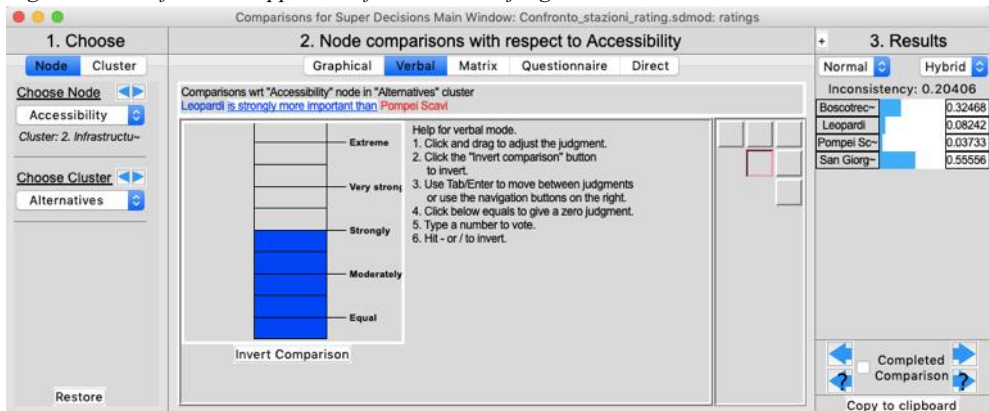 Comparisons for Super Decisions Main Window: Confronto_stazioni_rating.sdmod: ratings
1. Choose
Node Cluster
Choose Node
Accessibility
Cluster: 2. Infrastructu~
Choose Cluster
Alternatives
Restore
2. Node comparisons with respect to Accessibility
Graphical Verbal Matrix Questionnaire Direct
Comparisons wrt "Accessibility" node in "Alternatives" cluster
Leopardi is strongly more important than Pompei Scavi
Extreme
Very strong
Strongly
Moderately
Equal
Invert Comparison
Help for verbal mode.
1. Click and drag to adjust the judgment.
2. Click the "Invert comparison" button
to invert.
3. Use Tab/Enter to move between judgments
or use the navigation buttons on the right.
4. Click below equals to give a zero judgment.
5. Type a number to vote.
6. Hit - or / to invert.
+ 3. Results
Normal Hybrid
Inconsistency: 0.20406
Boscotrec~ 0.32468
Leopardi 0.08242
Pompei Sc~ 0.03733
San Giorg~ 0.55556
Completed
Comparison
? ?
Copy to clipboard